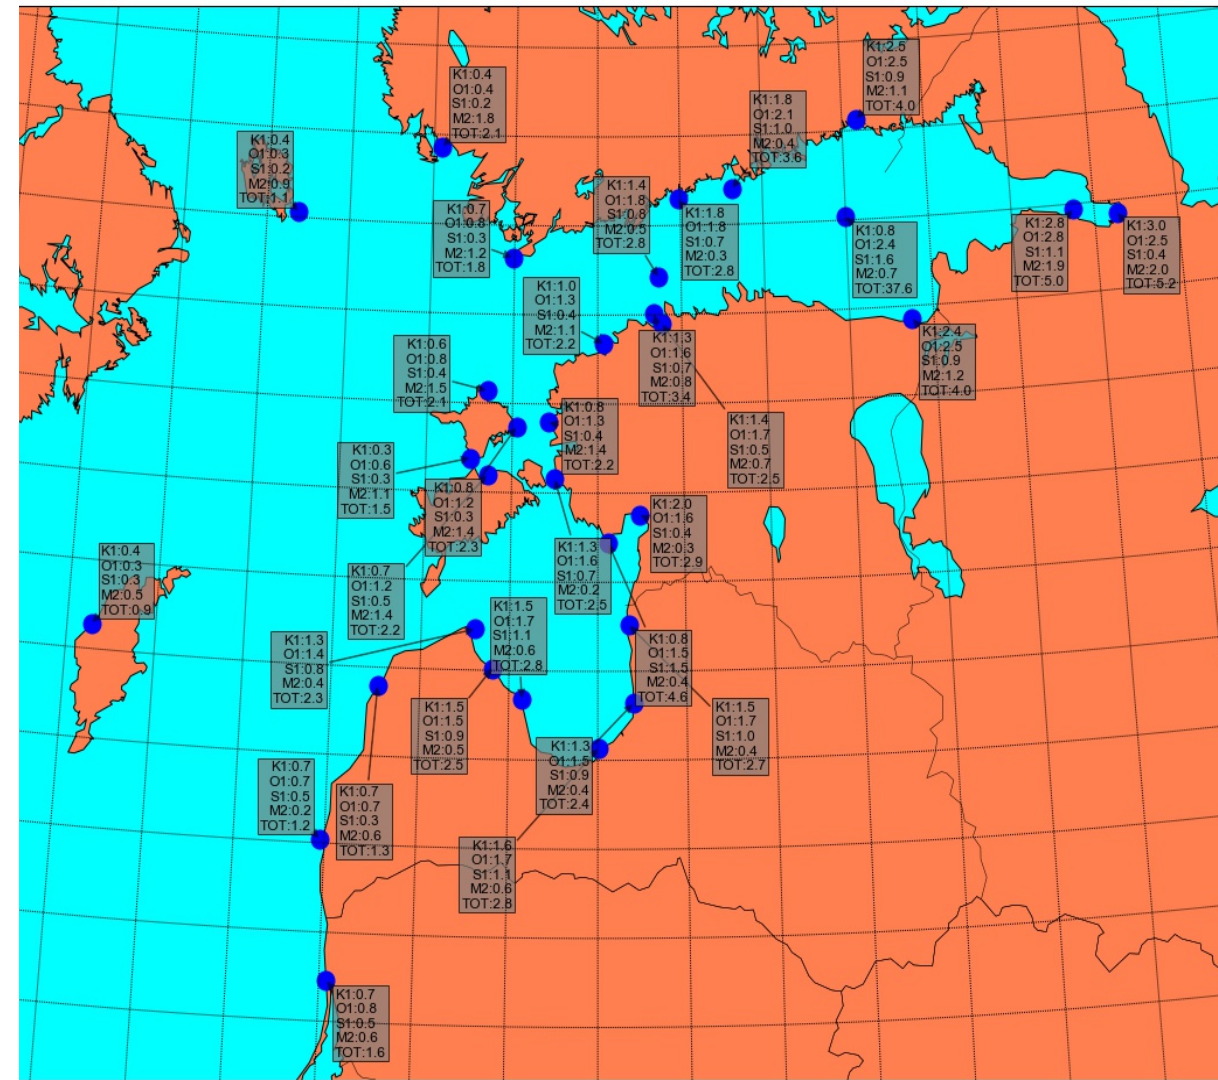 K1:2.5
O1:2.5
S1:0.9
M2:1.1
TOT:4.0
K1:0.4
O1:0.4
S1:0.2
M2:1.8
TOT:2.1
K1:1.8
O1:2.1
S1:1.0
M2:0.4
TOT:3.6
K1:0.4
O1:0.3
S1:0.2
M2:0.9
TOT:1.1
K1:1.4
O1:1.8
S1:0.8
M2:0.5
TOT:2.8
K1:0.7
O1:0.8
S1:0.3
M2:1.2
TOT:1.8
K1:1.8
O1:1.8
S1:0.7
M2:0.3
TOT:2.8
K1:0.8
O1:2.4
S1:1.6
M2:0.7
TOT:37.6
K1:2.8
O1:2.8
S1:1.1
M2:1.9
TOT:5.0
K1:3.0
O1:2.5
S1:0.4
M2:2.0
TOT:5.2
K1:1.0
O1:1.3
S1:0.4
M2:1.1
TOT:2.2
K1:2.4
O1:2.5
S1:0.9
M2:1.2
TOT:4.0
K1:1.3
O1:1.6
S1:0.7
M2:0.8
TOT:3.4
K1:0.6
O1:0.8
S1:0.4
M2:1.5
TOT:2.1
K1:0.8
O1:1.3
S1:0.4
M2:1.4
TOT:2.2
K1:1.4
O1:1.7
S1:0.5
M2:0.7
TOT:2.5
K1:0.3
O1:0.6
S1:0.3
M2:1.1
TOT:1.5
K1:0.8
O1:1.2
S1:0.3
M2:1.4
TOT:2.3
K1:2.0
O1:1.6
S1:0.4
M2:0.3
TOT:2.9
K1:0.4
O1:0.3
S1:0.3
M2:0.5
TOT:0.9
K1:1.3
O1:1.6
S1:0.7
M2:0.2
TOT:2.5
K1:0.7
O1:1.2
S1:0.5
M2:1.4
TOT:2.2
K1:1.5
O1:1.7
S1:1.1
M2:0.6
TOT:2.8
K1:1.3
O1:1.4
S1:0.8
M2:0.4
TOT:2.3
K1:0.8
O1:1.5
S1:1.5
M2:0.4
TOT:4.6
K1:1.5
O1:1.5
S1:0.9
M2:0.5
TOT:2.5
K1:1.5
O1:1.7
S1:1.0
M2:0.4
TOT:2.7
K1:1.3
O1:1.5
S1:0.9
M2:0.4
TOT:2.4
K1:0.7
O1:0.7
S1:0.5
M2:0.2
TOT:1.2
K1:0.7
O1:0.7
S1:0.3
M2:0.6
TOT:1.3
K1:1.6
O1:1.7
S1:1.1
M2:0.6
TOT:2.8
K1:0.7
O1:0.8
S1:0.5
M2:0.6
TOT:1.6